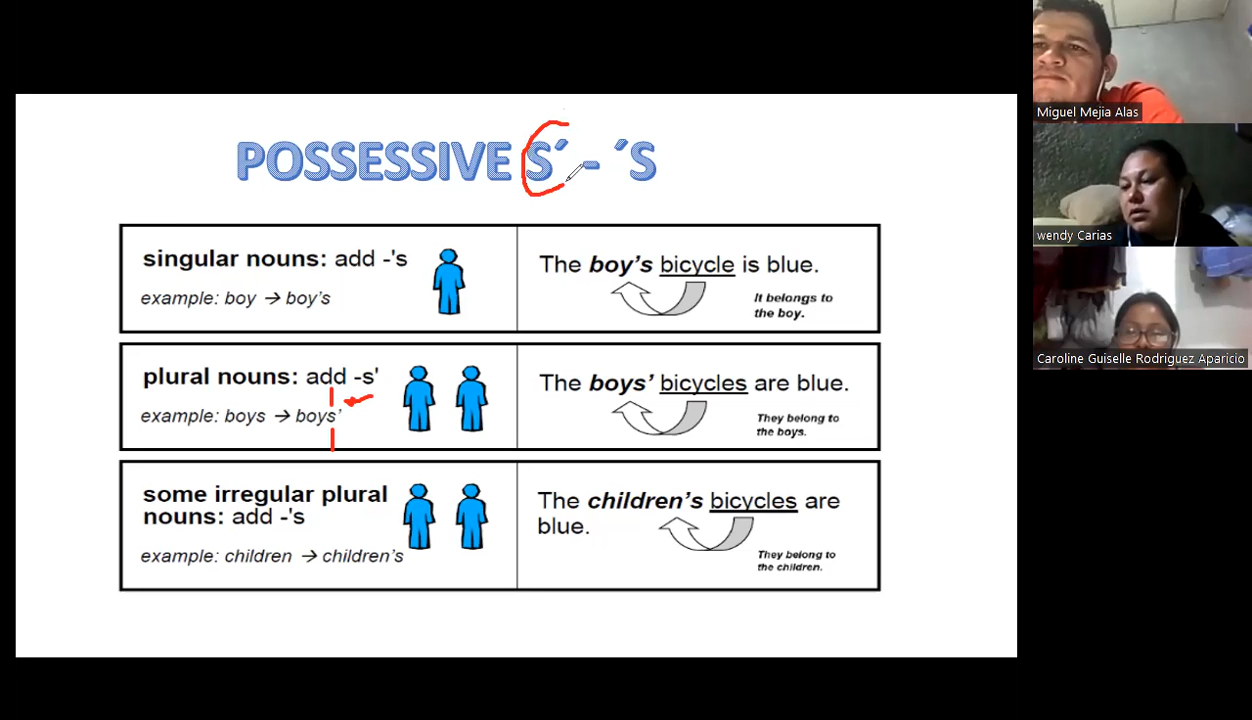 POSSESSIVE S´- ´S
singular nouns: add -'s
example: boy → boy's
The boy's bicycle is blue.
It belongs to
the boy.
plural nouns: add -s'
example: boys → boys'
The boys' bicycles are blue.
They belong to
the boys.
some irregular plural
nouns: add -'s
example: children → children's
The children's bicycles are
blue.
They belong to
the children.
Miguel Mejia Alas
wendy Carias
Caroline Guiselle Rodriguez Aparicio